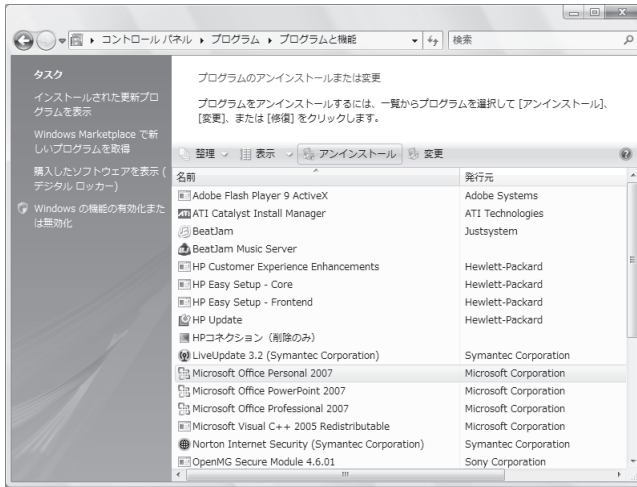 コントロール パネル ▸ プログラム ▸ プログラムと機能
検索
タスク
インストールされた更新プロ
グラムを表示
Windows Marketplace で新
しいプログラムを取得
購入したソフトウェアを表示 (
デジタル ロッカー)
Windows の機能の有効化また
は無効化
プログラムのアンインストールまたは変更
プログラムをアンインストールするには、一覧からプログラムを選択して [アンインストール]、
[変更]、または [修復] をクリックします。
整理 表示 アンインストール 変更
名前 発行元
Adobe Flash Player 9 ActiveX Adobe Systems
ATI Catalyst Install Manager ATI Technologies
BeatJam Justsystem
BeatJam Music Server
HP Customer Experience Enhancements Hewlett-Packard
HP Easy Setup - Core Hewlett-Packard
HP Easy Setup - Frontend Hewlett-Packard
HP Update Hewlett-Packard
HPコネクション（削除のみ）
LiveUpdate 3.2 (Symantec Corporation) Symantec Corporation
Microsoft Office Personal 2007 Microsoft Corporation
Microsoft Office PowerPoint 2007 Microsoft Corporation
Microsoft Office Professional 2007 Microsoft Corporation
Microsoft Visual C++ 2005 Redistributable Microsoft Corporation
Norton Internet Security (Symantec Corporation) Symantec Corporation
OpenMG Secure Module 4.6.01 Sony Corporation